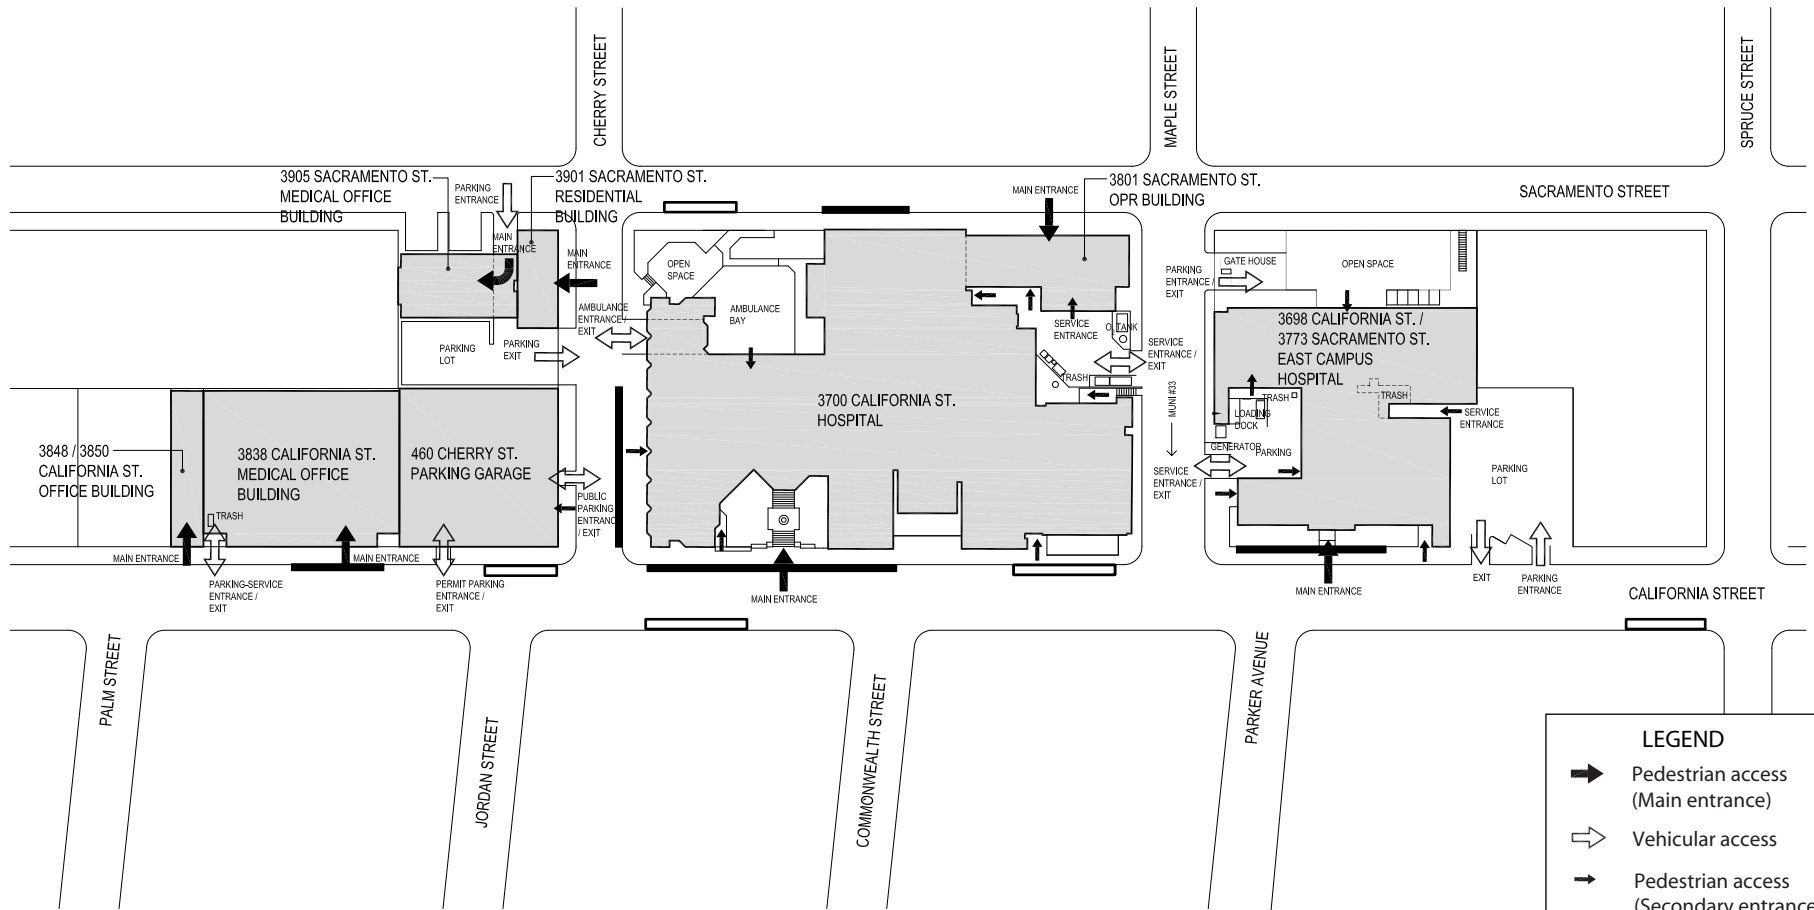 CHERRY STREET
MAPLE STREET
SPRUCE STREET
SACRAMENTO STREET
3905 SACRAMENTO ST.
MEDICAL OFFICE
BUILDING
PARKING
ENTRANCE
3901 SACRAMENTO ST.
RESIDENTIAL
BUILDING
MAIN
ENTRANCE
MAIN
ENTRANCE
MAIN ENTRANCE
3801 SACRAMENTO ST.
OPR BUILDING
OPEN
SPACE
AMBULANCE
BAY
AMBULANCE
ENTRANCE /
EXIT
PARKING
LOT
PARKING
EXIT
SERVICE
ENTRANCE
O2 TANK
SERVICE
ENTRANCE /
EXIT
TRASH
MUNI #33
PARKING
ENTRANCE /
EXIT
GATE HOUSE
OPEN SPACE
3698 CALIFORNIA ST. /
3773 SACRAMENTO ST.
EAST CAMPUS
HOSPITAL
TRASH
TRASH
LOADING
DOCK
SERVICE
ENTRANCE
GENERATOR
PARKING
SERVICE
ENTRANCE /
EXIT
PARKING
LOT
3700 CALIFORNIA ST.
HOSPITAL
3848 / 3850
CALIFORNIA ST.
OFFICE BUILDING
3838 CALIFORNIA ST.
MEDICAL OFFICE
BUILDING
460 CHERRY ST.
PARKING GARAGE
TRASH
PUBLIC
PARKING
ENTRANC
/ EXIT
MAIN ENTRANCE
MAIN ENTRANCE
PARKING-SERVICE
ENTRANCE /
EXIT
PERMIT PARKING
ENTRANCE /
EXIT
MAIN ENTRANCE
MAIN ENTRANCE
EXIT
PARKING
ENTRANCE
CALIFORNIA STREET
PALM STREET
JORDAN STREET
COMMONWEALTH STREET
PARKER AVENUE
LEGEND
Pedestrian access
(Main entrance)
Vehicular access
Pedestrian access
(Secondary entrance